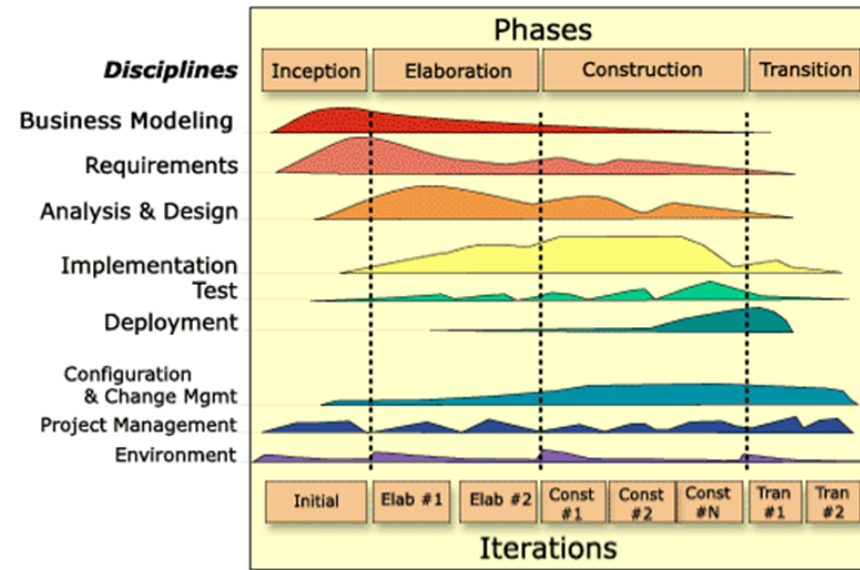 Phases
Disciplines Inception Elaboration Construction Transition
Business Modeling
Requirements
Analysis & Design
Implementation
Test
Deployment
Configuration
& Change Mgmt
Project Management
Environment
Initial Elab #1 Elab #2 Const #1 Const #2 Const #N Tran #1 Tran #2
Iterations